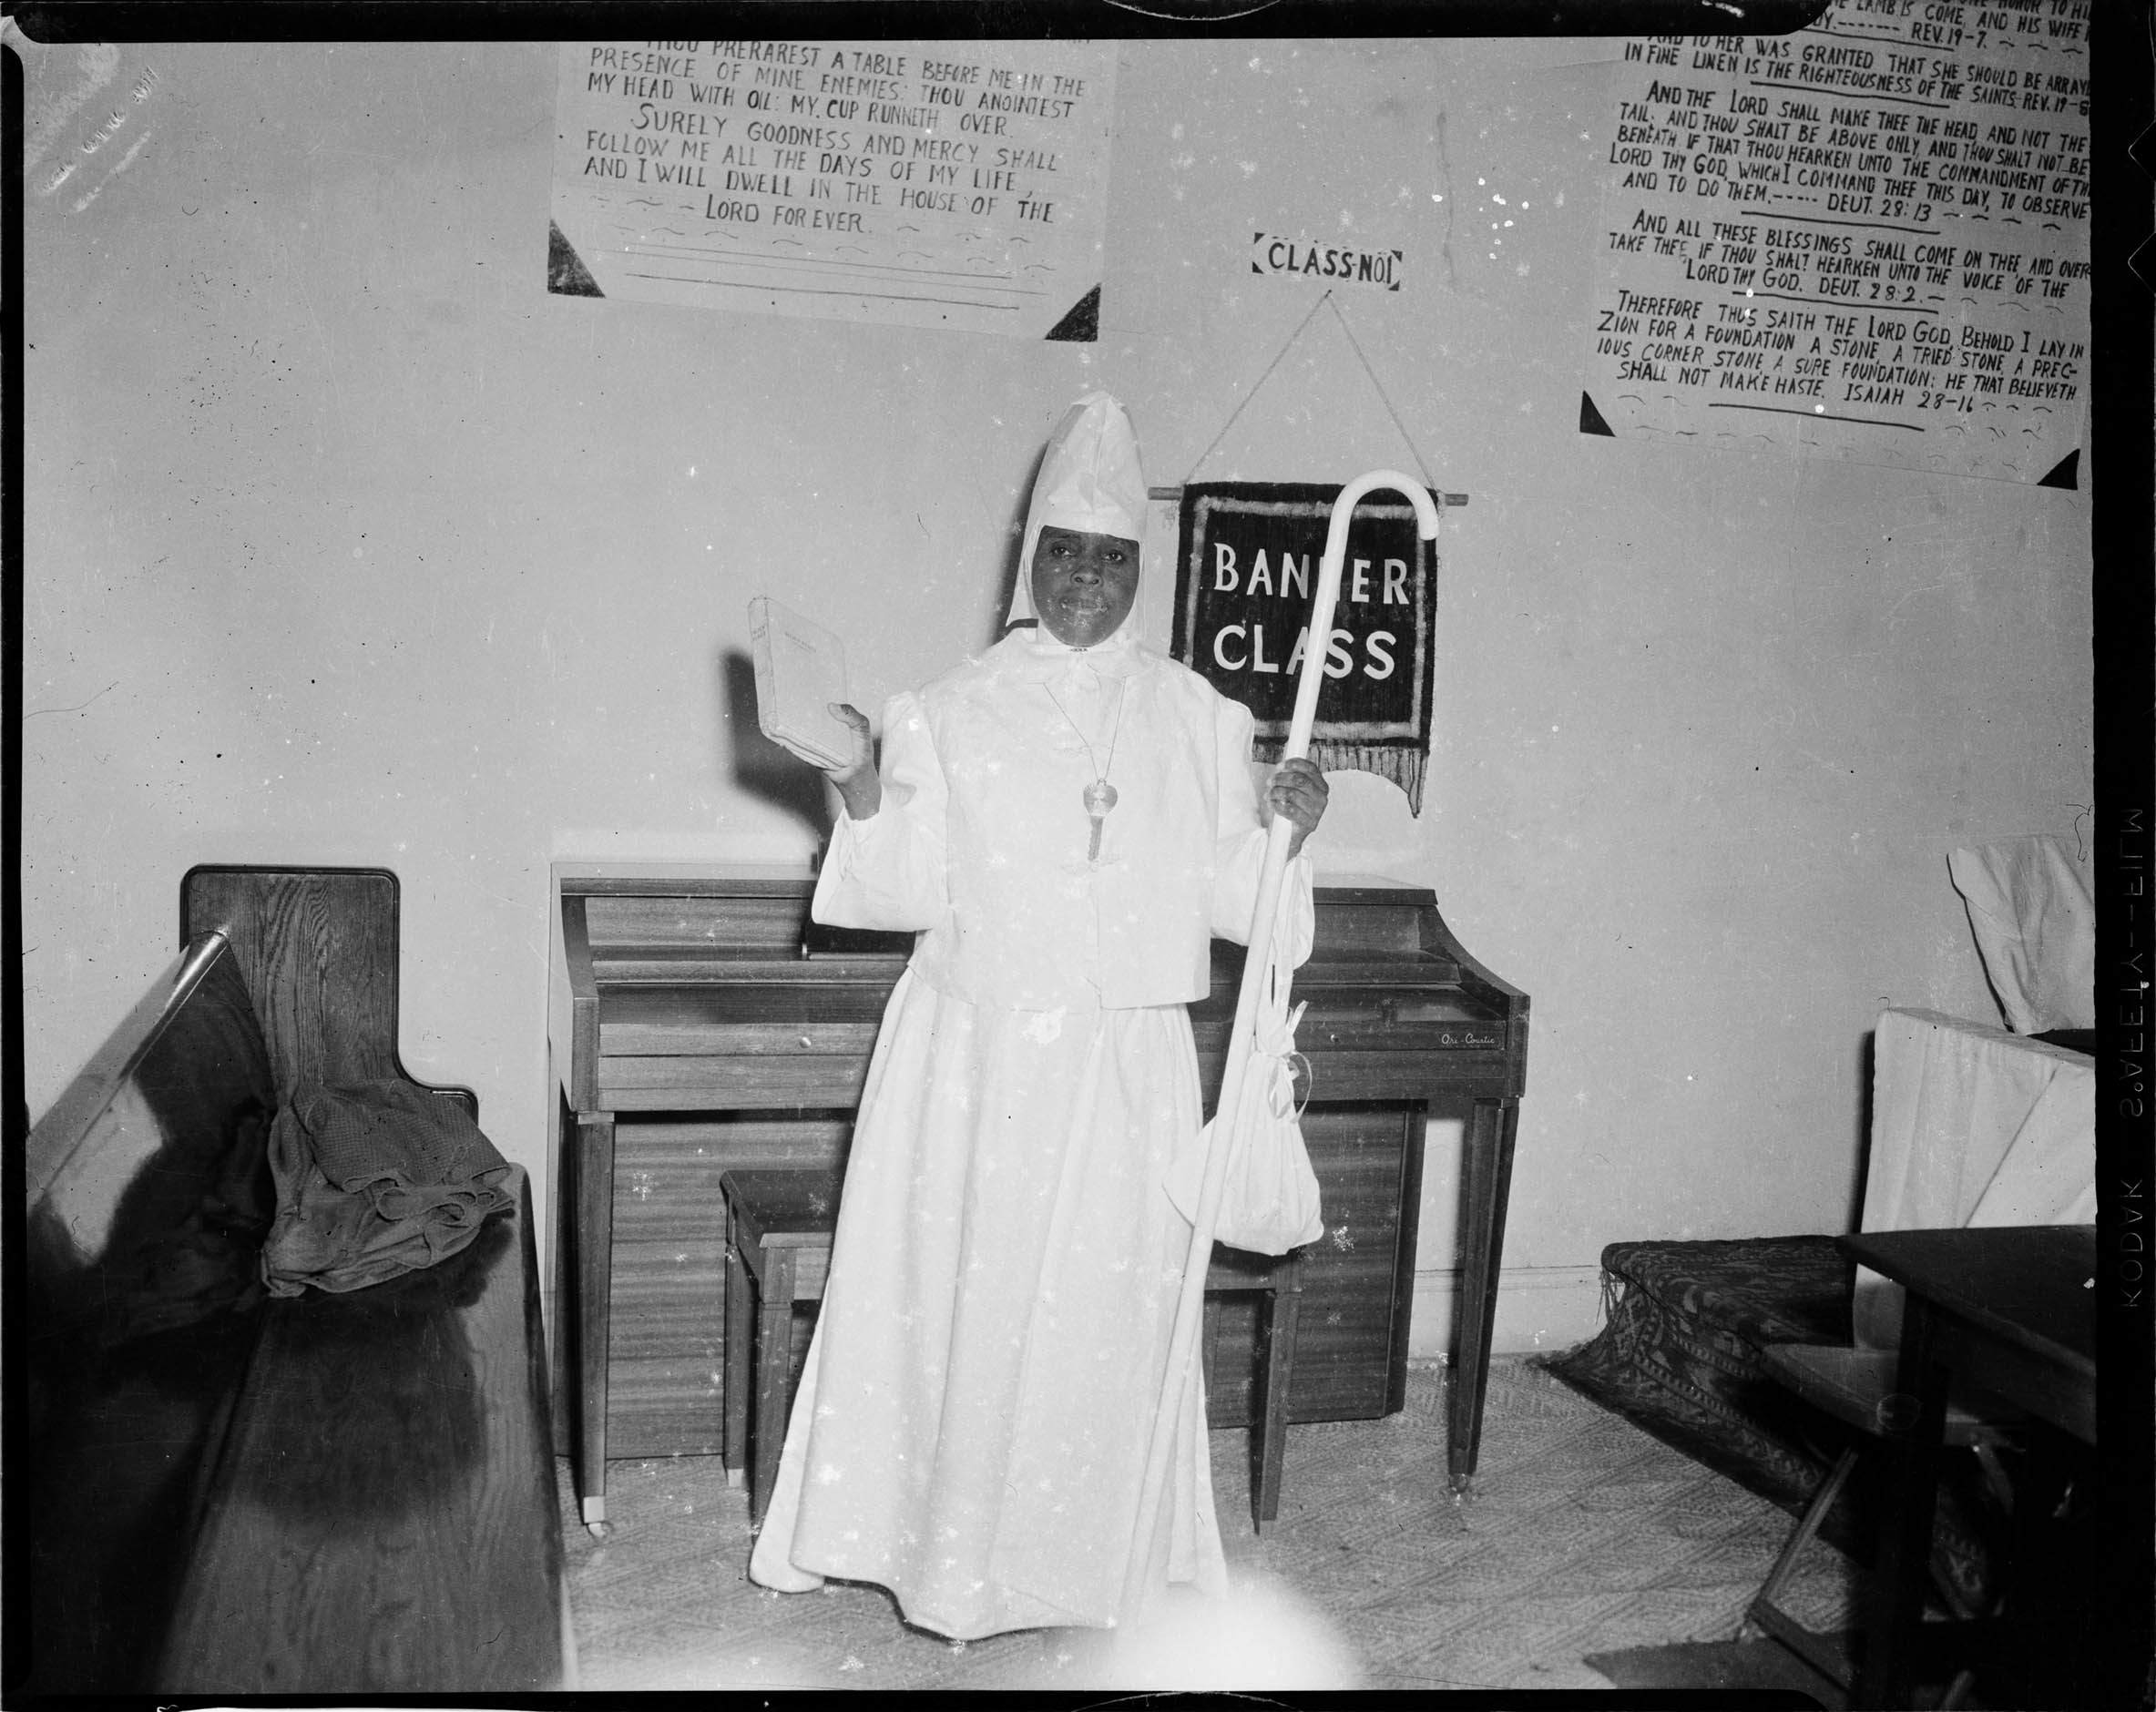 THOU PRERAREST A TABLE BEFORE ME IN THE
PRESENCE OF MINE ENEMIES: THOU ANOINTEST
MY HEAD WITH OIL: MY CUP RUNNETH OVER.
SURELY GOODNESS AND MERCY SHALL
FOLLOW ME ALL THE DAYS OF MY LIFE,
AND I WILL DWELL IN THE HOUSE OF THE
LORD FOREVER.
CLASS-NO1
BANNER
CLASS
HONOR TO HI
LAMB IS COME, AND HIS WIFE
REV. 19-7.
AND TO HER WAS GRANTED THAT SHE SHOULD BE ARRAY
IN FINE LINEN IS THE RIGHTEOUSNESS OF THE SAINTS-REV. 19-8
AND THE LORD SHALL MAKE THEE THE HEAD AND NOT THE
TAIL; AND THOU SHALT BE ABOVE ONLY, AND THOU SHALT NOT BE
BENEATH IF THAT THOU HEARKEN UNTO THE COMMANDMENT OF TH
LORD THY GOD, WHICH I COMMAND THEE THIS DAY, TO OBSERVE
AND TO DO THEM.----- DEUT. 28:13
AND ALL THESE BLESSINGS SHALL COME ON THEE AND OVER-
TAKE THEE, IF THOU SHALT HEARKEN UNTO THE VOICE OF THE
LORD THY GOD. DEUT. 28:2.-
THEREFORE THUS SAITH THE LORD GOD, BEHOLD I LAY IN
ZION FOR A FOUNDATION A STONE, A TRIED STONE, A PREC-
IOUS CORNER STONE, A SURE FOUNDATION: HE THAT BELIEVETH
SHALL NOT MAKE HASTE. ISAIAH 28-16
KODAK SAFETY FILM